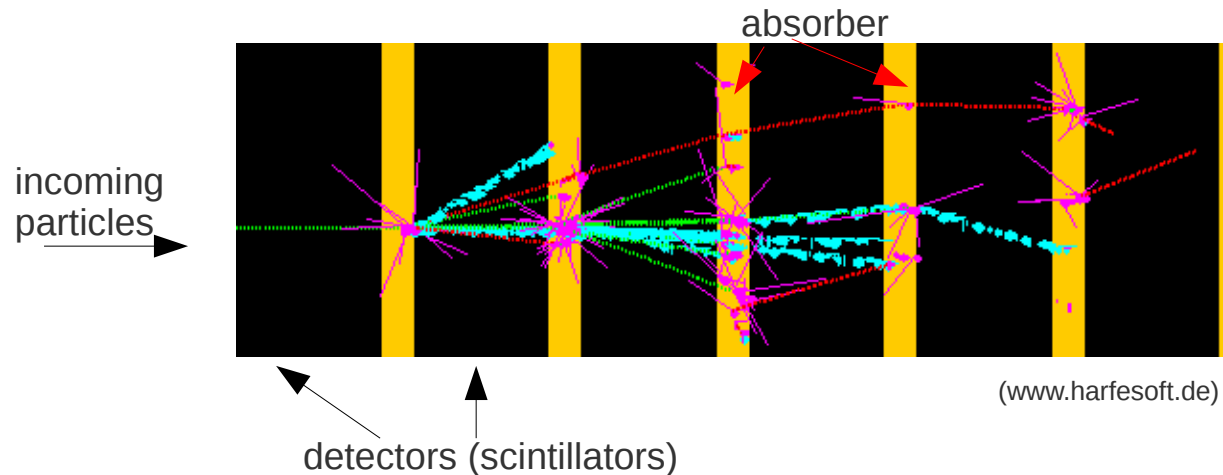 absorber
incoming
particles
(www.harfesoft.de)
detectors (scintillators)